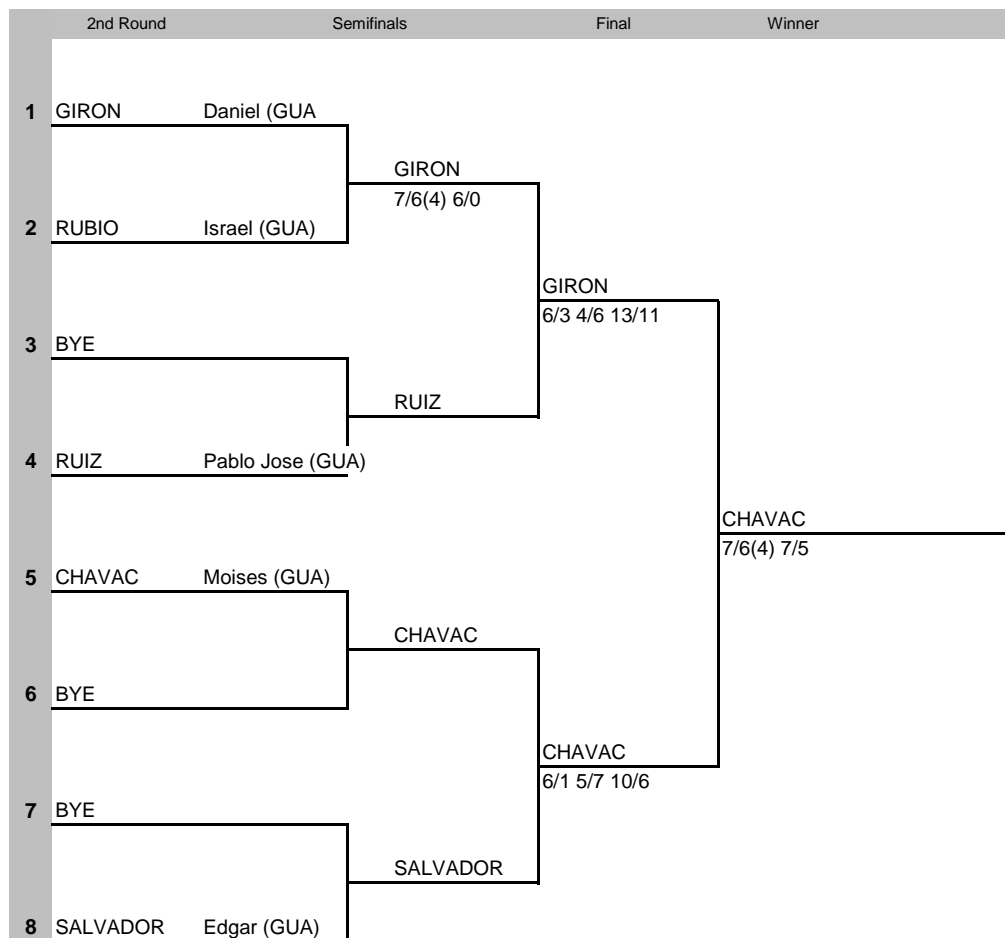 2nd Round Semifinals Final Winner
1 GIRON Daniel (GUA
GIRON
7/6(4) 6/0
2 RUBIO Israel (GUA)
GIRON
6/3 4/6 13/11
3 BYE
RUIZ
4 RUIZ Pablo Jose (GUA)
CHAVAC
7/6(4) 7/5
5 CHAVAC Moises (GUA)
CHAVAC
6 BYE
CHAVAC
6/1 5/7 10/6
7 BYE
SALVADOR
8 SALVADOR Edgar (GUA)